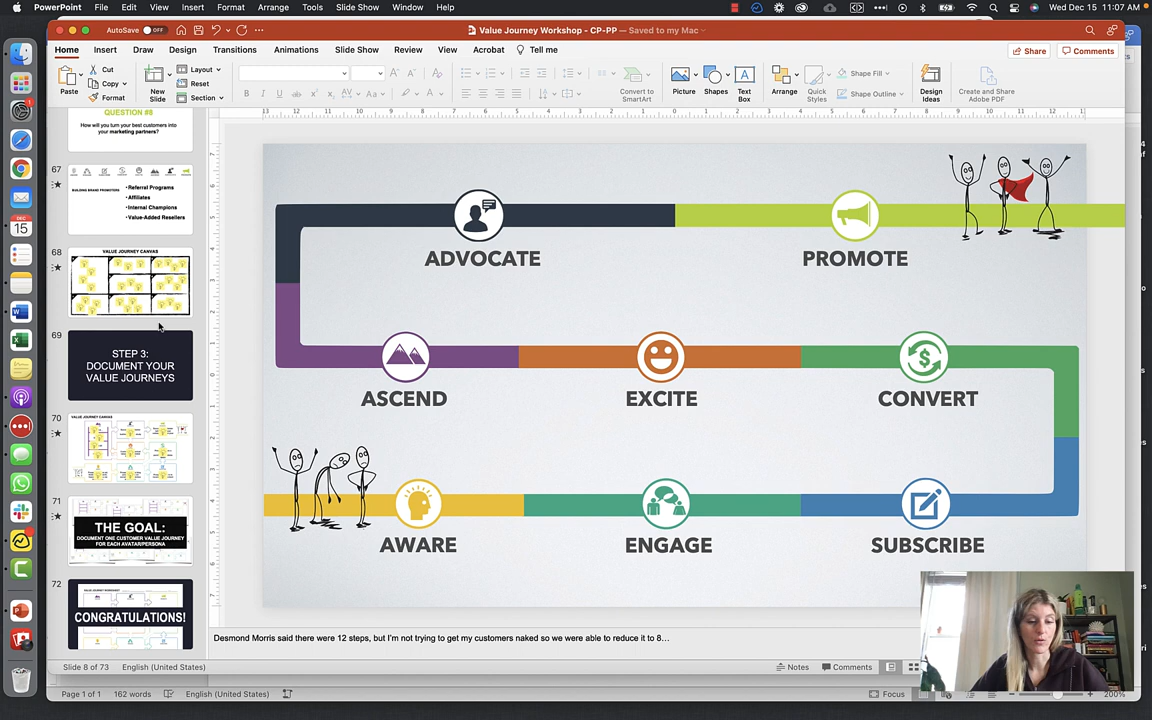 PowerPoint File Edit View Insert Format Arrange Tools Slide Show Window Help Wed Dec 15 11:07 AM
AutoSave OFF Value Journey Workshop - CP-PP — Saved to my Mac
Home Insert Draw Design Transitions Animations Slide Show Review View Acrobat Tell me Share Comments
Paste Cut Copy Format New Slide Layout Reset Section
Convert to SmartArt Picture Shapes Text Box Arrange Quick Styles Shape Fill Shape Outline Design Ideas Create and Share Adobe PDF
QUESTION #8
How will you turn your best customers into
your marketing partners?
67
BUILDING BRAND PROMOTERS
• Referral Programs
• Affiliates
• Internal Champions
• Value-Added Resellers
68
VALUE JOURNEY CANVAS
69
STEP 3:
DOCUMENT YOUR
VALUE JOURNEYS
70
VALUE JOURNEY CANVAS
71
THE GOAL:
DOCUMENT ONE CUSTOMER VALUE JOURNEY
FOR EACH AVATAR/PERSONA
72
CONGRATULATIONS!
ADVOCATE PROMOTE
ASCEND EXCITE CONVERT
AWARE ENGAGE SUBSCRIBE
Desmond Morris said there were 12 steps, but I'm not trying to get my customers naked so we were able to reduce it to 8...
Slide 8 of 73 English (United States) Notes Comments
Page 1 of 1 162 words English (United States) Focus 200%
DEC
15